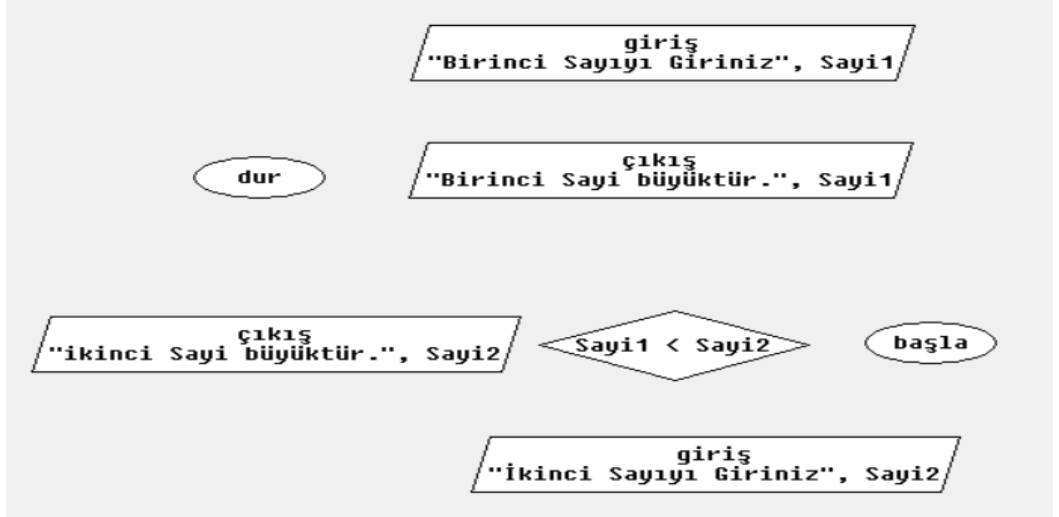 giriş
"Birinci Sayıyı Giriniz", Sayi1
dur
çıkış
"Birinci Sayi büyüktür.", Sayi1
çıkış
"ikinci Sayi büyüktür.", Sayi2
Sayi1 < Sayi2
başla
giriş
"İkinci Sayıyı Giriniz", Sayi2